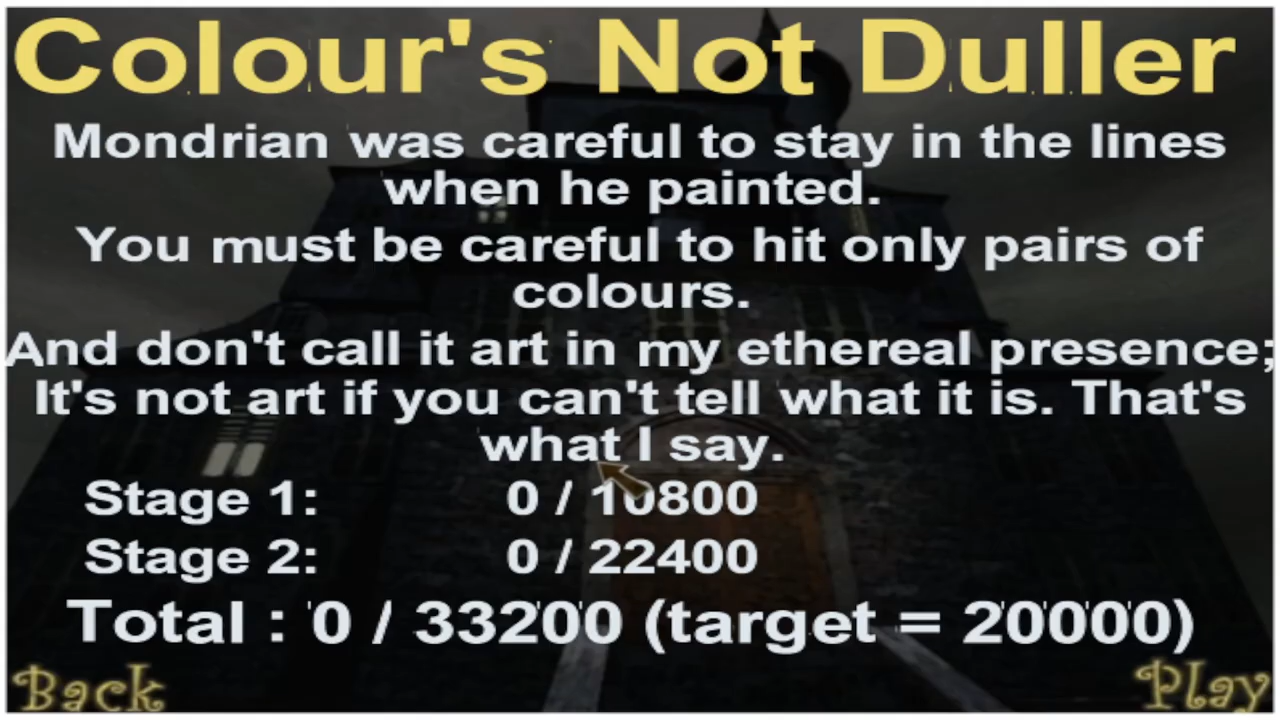 Colour's Not Duller
Mondrian was careful to stay in the lines
when he painted.
You must be careful to hit only pairs of
colours.
And don't call it art in my ethereal presence;
It's not art if you can't tell what it is. That's
what I say.
Stage 1: 0 / 10800
Stage 2: 0 / 22400
Total : 0 / 33200 (target = 20000)
Back Play